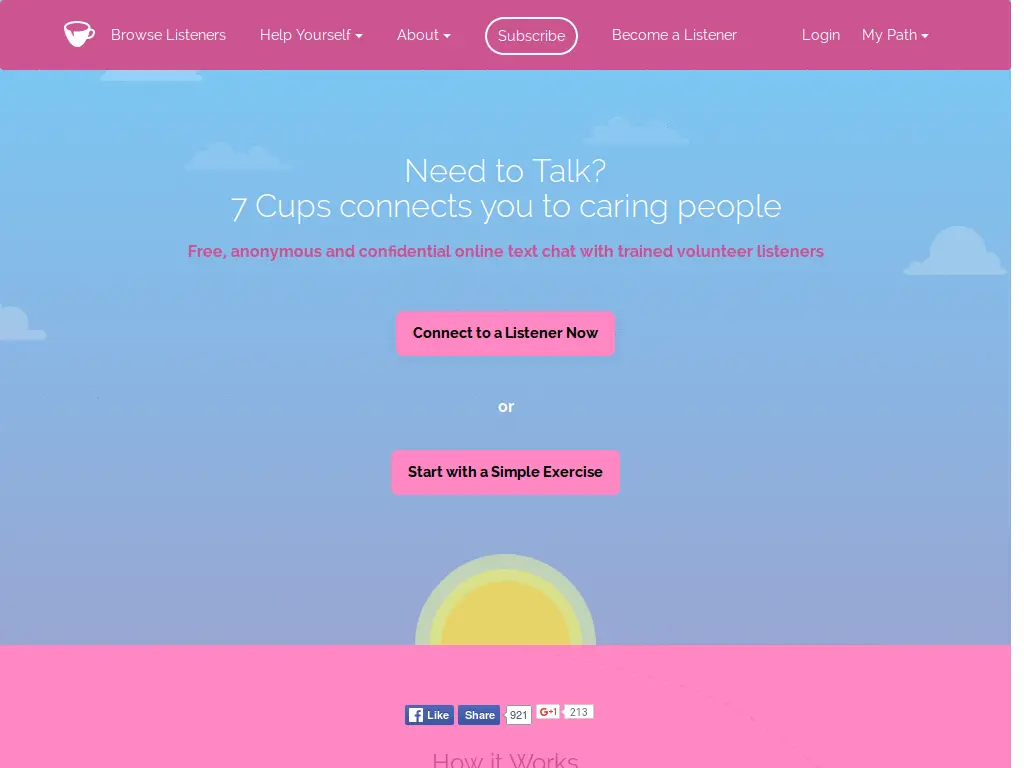 Browse Listeners Help Yourself About Subscribe Become a Listener Login My Path
Need to Talk?
7 Cups connects you to caring people
Free, anonymous and confidential online text chat with trained volunteer listeners
Connect to a Listener Now
or
Start with a Simple Exercise
Like Share 921 G+1 213
How it Works